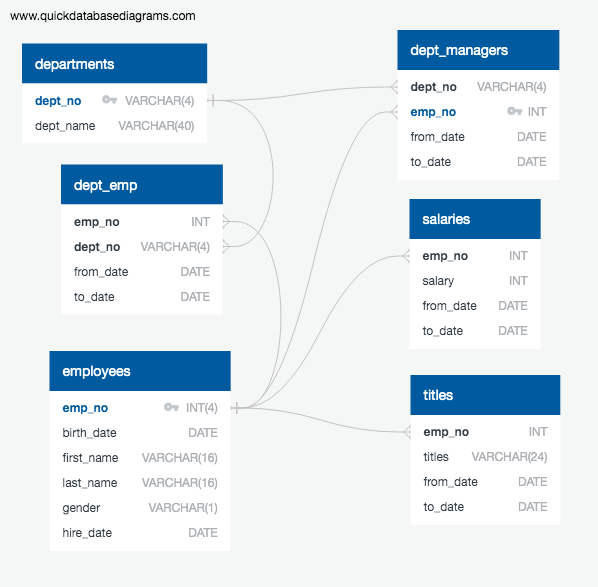 www.quickdatabasediagrams.com
departments
dept_no VARCHAR(4)
dept_name VARCHAR(40)
dept_managers
dept_no VARCHAR(4)
emp_no INT
from_date DATE
to_date DATE
dept_emp
emp_no INT
dept_no VARCHAR(4)
from_date DATE
to_date DATE
salaries
emp_no INT
salary INT
from_date DATE
to_date DATE
employees
emp_no INT(4)
birth_date DATE
first_name VARCHAR(16)
last_name VARCHAR(16)
gender VARCHAR(1)
hire_date DATE
titles
emp_no INT
titles VARCHAR(24)
from_date DATE
to_date DATE